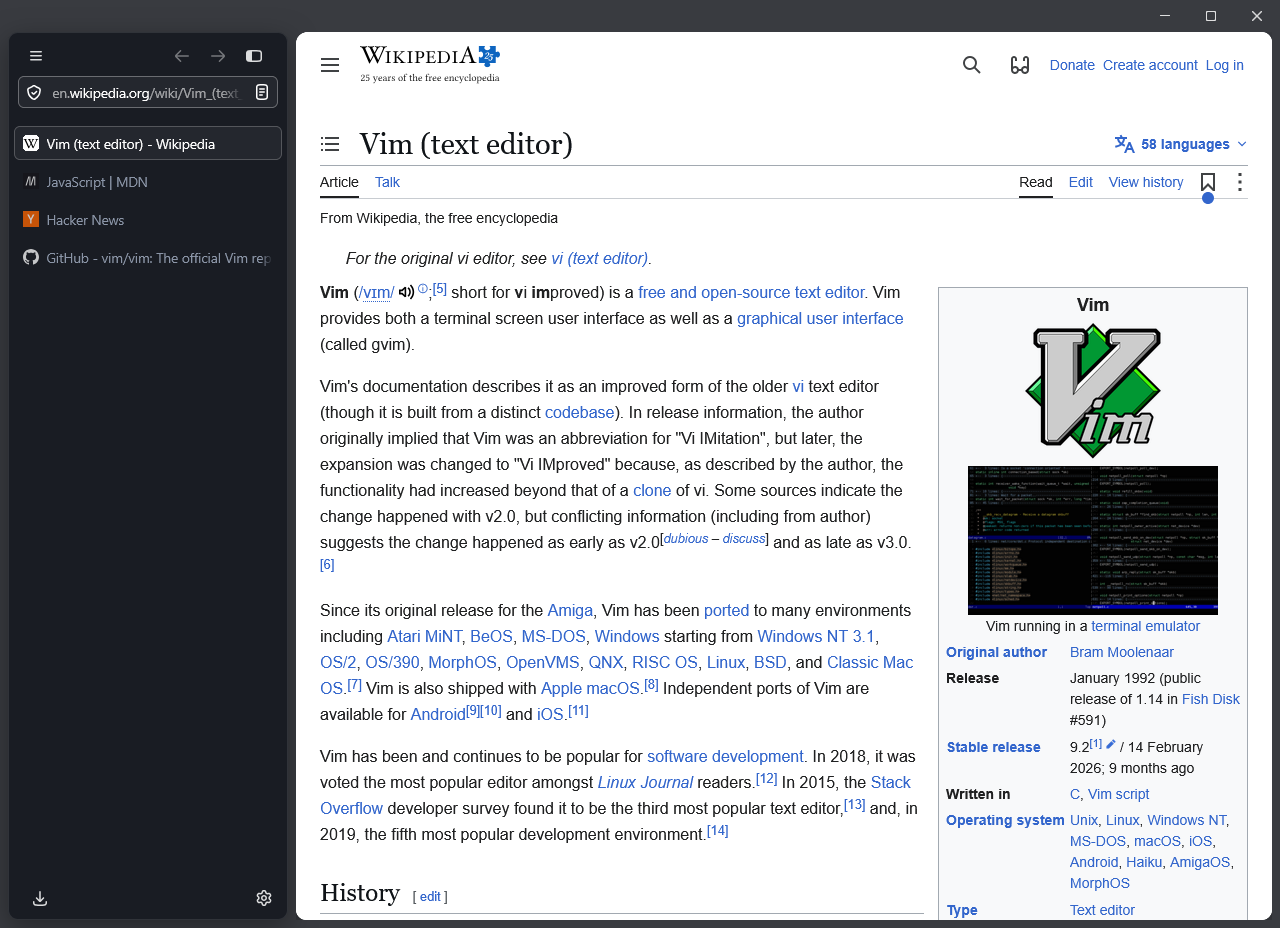 en.wikipedia.org/wiki/Vim_(text_
Vim (text editor) - Wikipedia
JavaScript | MDN
Hacker News
GitHub - vim/vim: The official Vim rep
WIKIPEDIA 25
25 years of the free encyclopedia
Donate Create account Log in
Vim (text editor)
58 languages
Article Talk
Read Edit View history
From Wikipedia, the free encyclopedia
For the original vi editor, see vi (text editor).
Vim (/vɪm/ ⓘ;[5] short for vi improved) is a free and open-source text editor. Vim
provides both a terminal screen user interface as well as a graphical user interface
(called gvim).
Vim's documentation describes it as an improved form of the older vi text editor
(though it is built from a distinct codebase). In release information, the author
originally implied that Vim was an abbreviation for "Vi IMitation", but later, the
expansion was changed to "Vi IMproved" because, as described by the author, the
functionality had increased beyond that of a clone of vi. Some sources indicate the
change happened with v2.0, but conflicting information (including from author)
suggests the change happened as early as v2.0[dubious – discuss] and as late as v3.0.
[6]
Since its original release for the Amiga, Vim has been ported to many environments
including Atari MiNT, BeOS, MS-DOS, Windows starting from Windows NT 3.1,
OS/2, OS/390, MorphOS, OpenVMS, QNX, RISC OS, Linux, BSD, and Classic Mac
OS.[7] Vim is also shipped with Apple macOS.[8] Independent ports of Vim are
available for Android[9][10] and iOS.[11]
Vim has been and continues to be popular for software development. In 2018, it was
voted the most popular editor amongst Linux Journal readers.[12] In 2015, the Stack
Overflow developer survey found it to be the third most popular text editor,[13] and, in
2019, the fifth most popular development environment.[14]
History [ edit ]
Vim
Vim
Vim running in a terminal emulator
Original author Bram Moolenaar
Release January 1992 (public
release of 1.14 in Fish Disk
#591)
Stable release 9.2[1] / 14 February
2026; 9 months ago
Written in C, Vim script
Operating system Unix, Linux, Windows NT,
MS-DOS, macOS, iOS,
Android, Haiku, AmigaOS,
MorphOS
Type Text editor